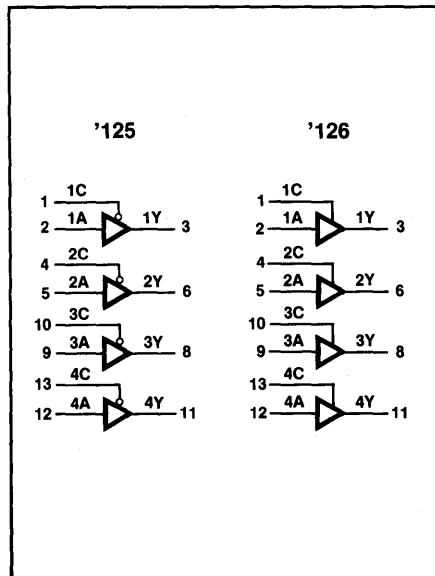 '125 '126
1C 1C
1 1
1A 1Y 1A 1Y
2 3 2 3
2C 2C
4 4
2A 2Y 2A 2Y
5 6 5 6
3C 3C
10 10
3A 3Y 3A 3Y
9 8 9 8
4C 4C
13 13
4A 4Y 4A 4Y
12 11 12 11